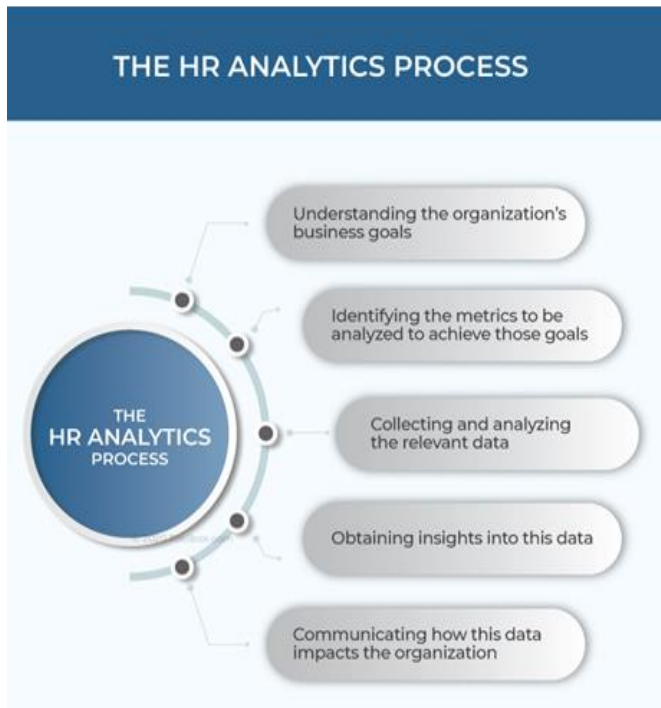 THE HR ANALYTICS PROCESS
Understanding the organization's
business goals
Identifying the metrics to be
analyzed to achieve those goals
Collecting and analyzing
the relevant data
THE
HR ANALYTICS
PROCESS
Obtaining insights into this data
Communicating how this data
impacts the organization